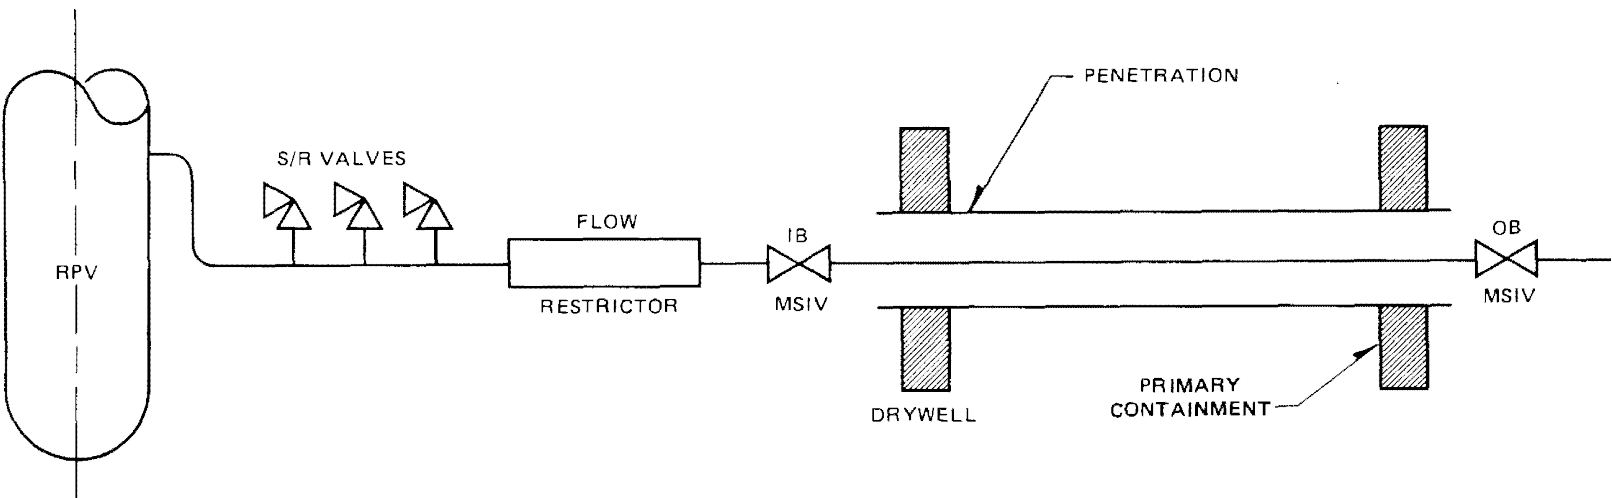 PENETRATION
S/R VALVES
FLOW
RESTRICTOR
IB
MSIV
OB
MSIV
RPV
PRIMARY
CONTAINMENT
DRYWELL